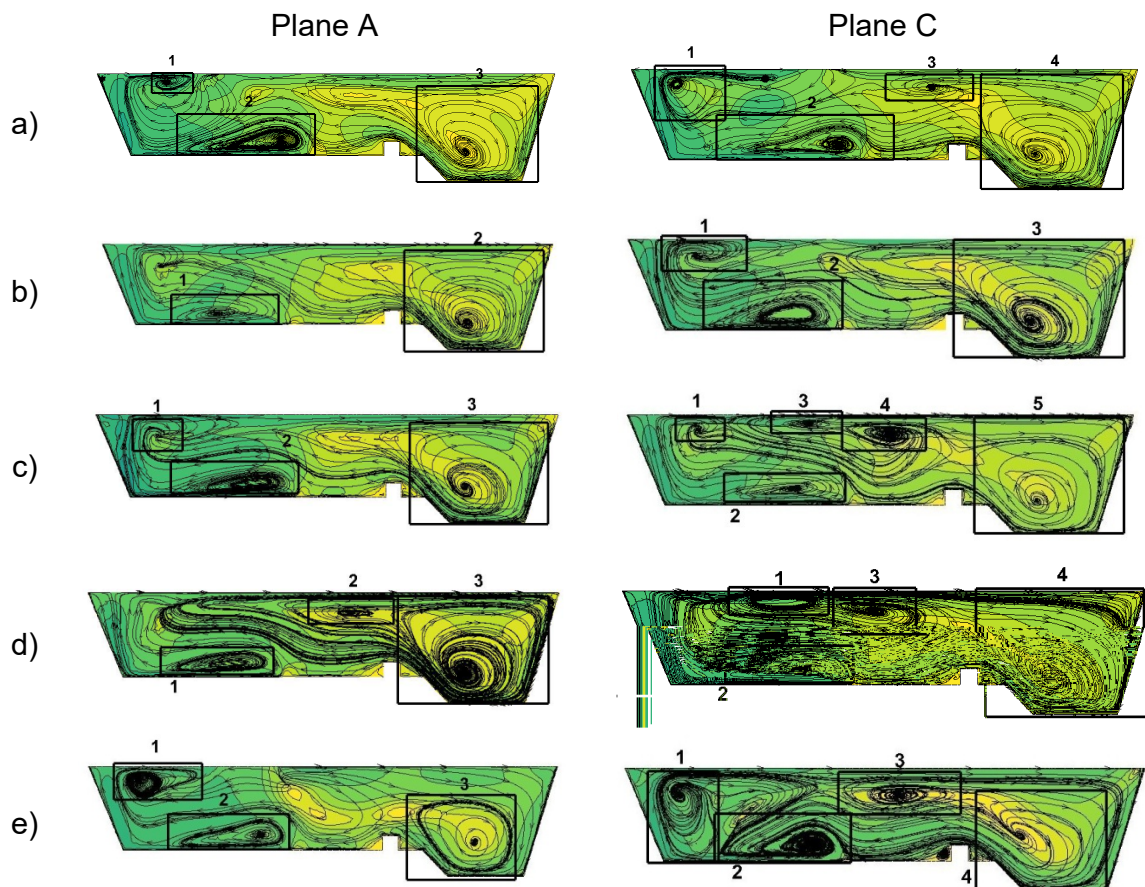 Plane A Plane C
1 3 1 3 4
a) 2 2
2 1 3
b) 1 2
1 3 1 3 4 5
c) 2 2
2 3 1 3 4
d) 1 2
1 3 1 3
e) 2 2 4